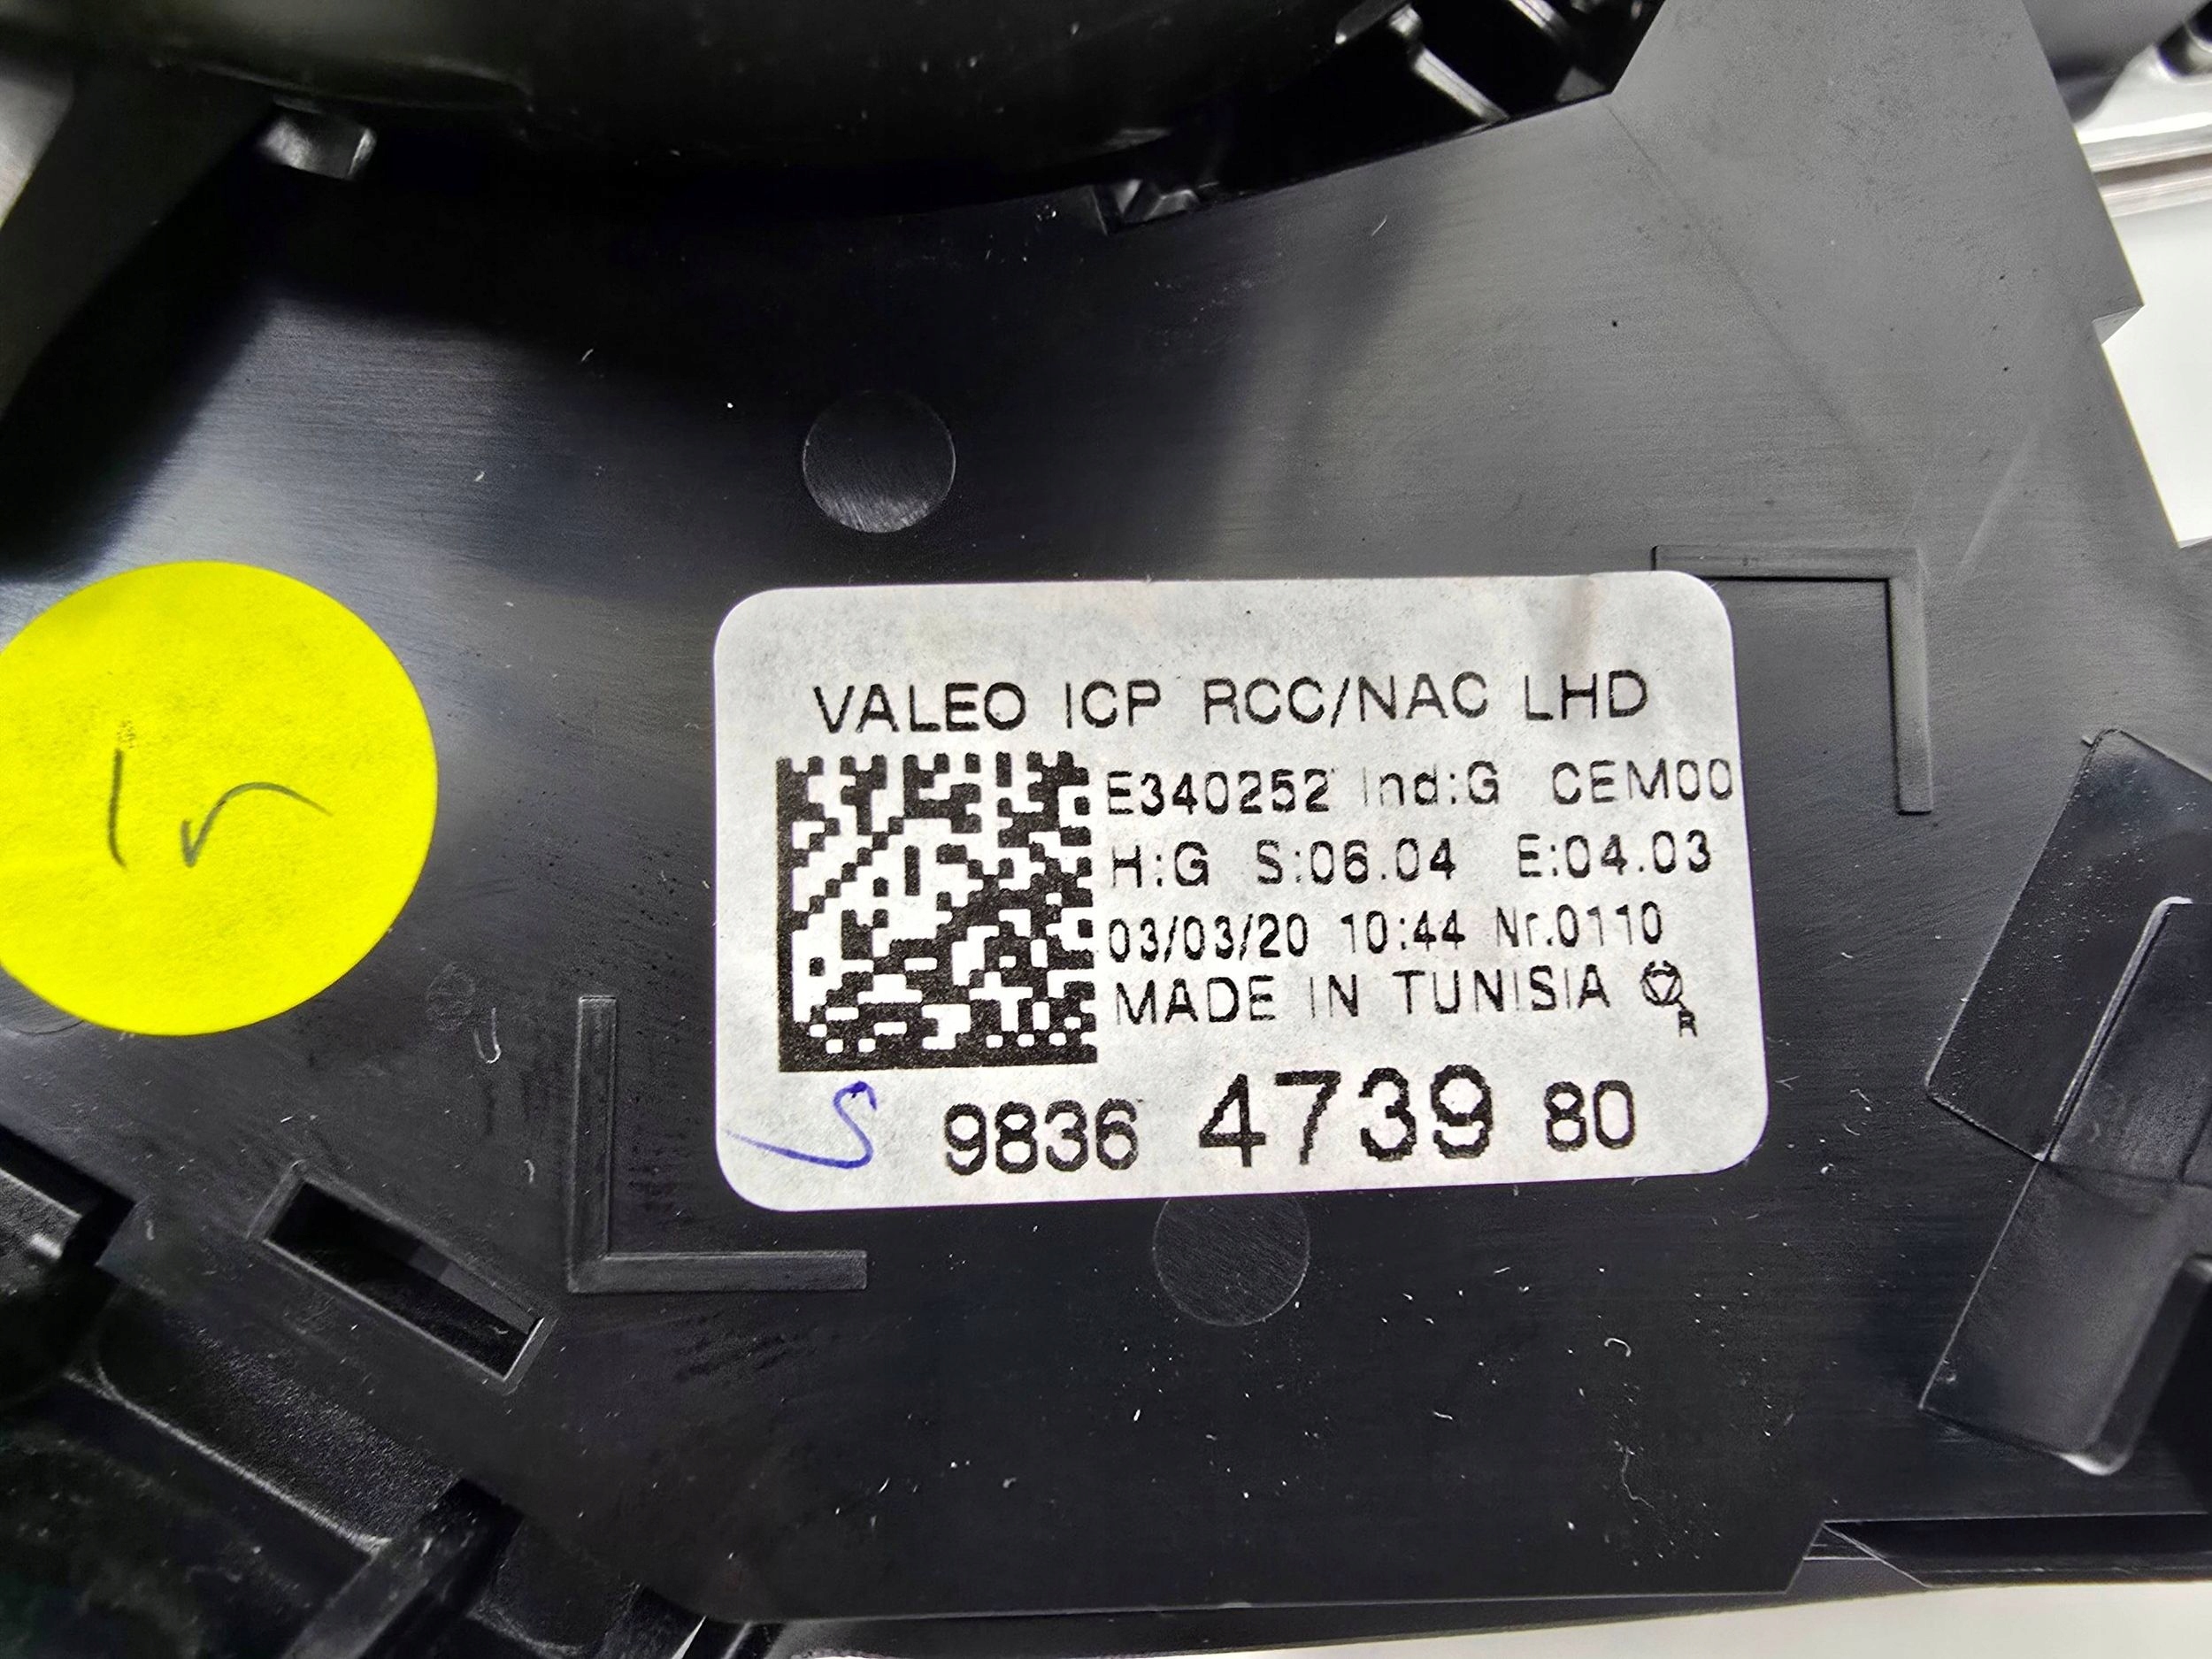 VALEO ICP RCC/NAC LHD
E340252 Ind:G CEM00
H:G S:06.04 E:04.03
03/03/20 10:44 Nr.0110
MADE IN TUNISIA
R
9836 4739 80